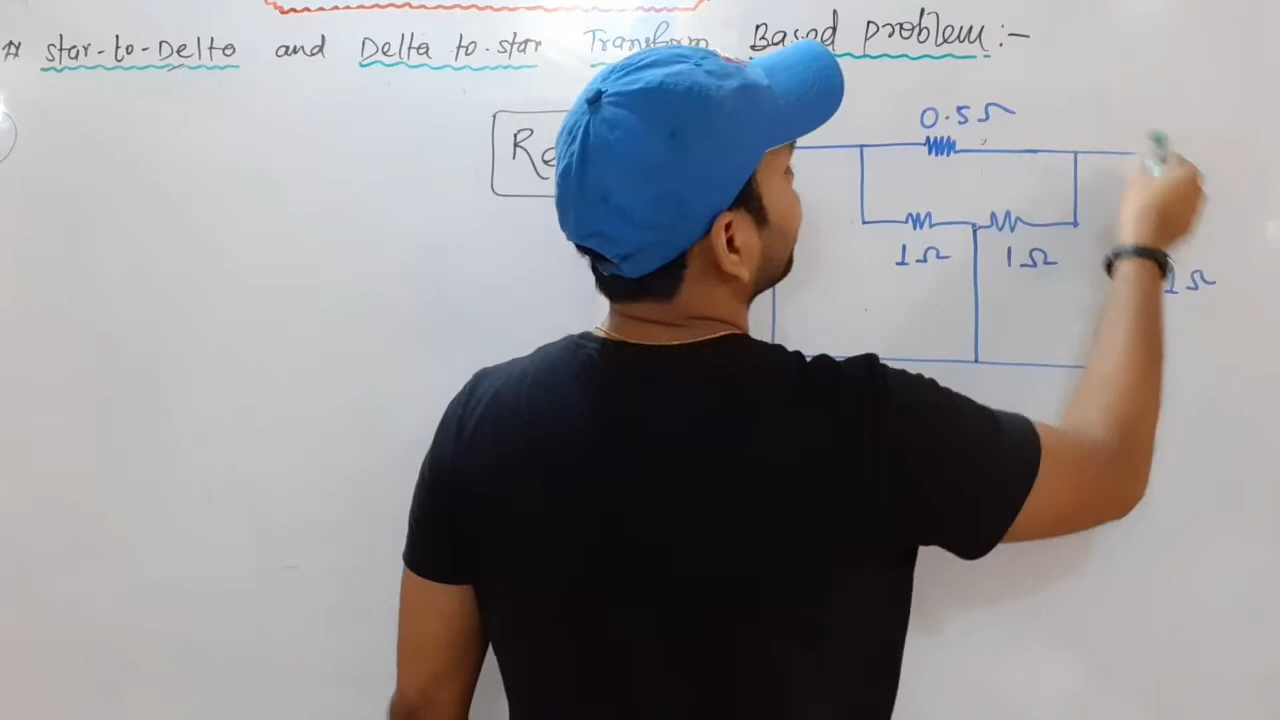 # Star-to-Delta and Delta to-star Transform Based problem:-
0.5Ω
1Ω 1Ω
1Ω